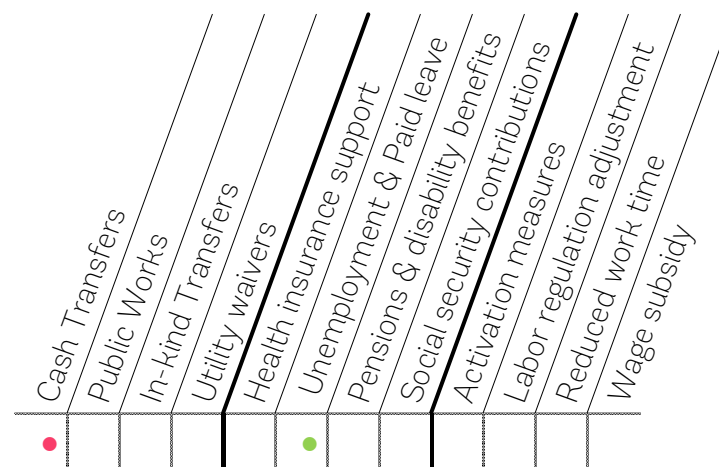 Cash Transfers
Public Works
In-kind Transfers
Utility waivers
Health insurance support
Unemployment & Paid leave
Pensions & disability benefits
Social security contributions
Activation measures
Labor regulation adjustment
Reduced work time
Wage subsidy